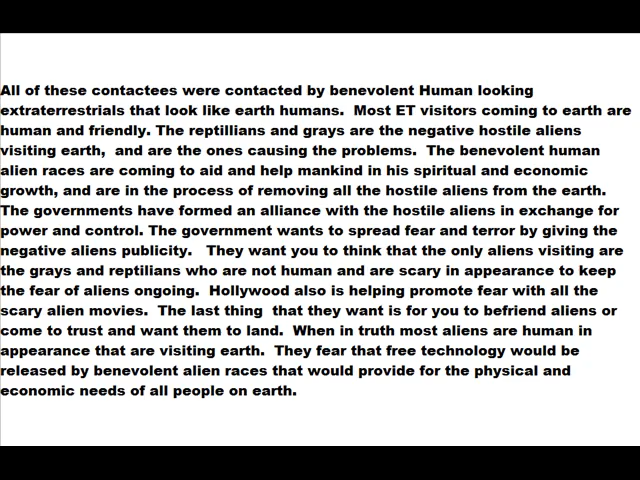 All of these contactees were contacted by benevolent Human looking
extraterrestrials that look like earth humans.  Most ET visitors coming to earth are
human and friendly. The reptillians and grays are the negative hostile aliens
visiting earth,  and are the ones causing the problems.  The benevolent human
alien races are coming to aid and help mankind in his spiritual and economic
growth, and are in the process of removing all the hostile aliens from the earth.
The governments have formed an alliance with the hostile aliens in exchange for
power and control. The government wants to spread fear and terror by giving the
negative aliens publicity.   They want you to think that the only aliens visiting are
the grays and reptilians who are not human and are scary in appearance to keep
the fear of aliens ongoing.  Hollywood also is helping promote fear with all the
scary alien movies.  The last thing  that they want is for you to befriend aliens or
come to trust and want them to land.  When in truth most aliens are human in
appearance that are visiting earth.  They fear that free technology would be
released by benevolent alien races that would provide for the physical and
economic needs of all people on earth.